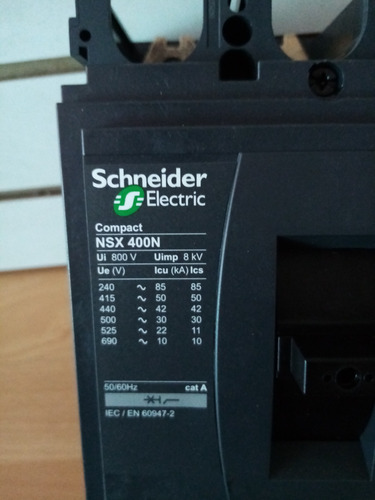 Schneider
Electric
Compact
NSX 400N
Ui 800 V Uimp 8 kV
Ue (V) Icu (kA) Ics
240 ~ 85 85
415 ~ 50 50
440 ~ 42 42
500 ~ 30 30
525 ~ 22 11
690 ~ 10 10
50/60Hz cat A
IEC / EN 60947-2